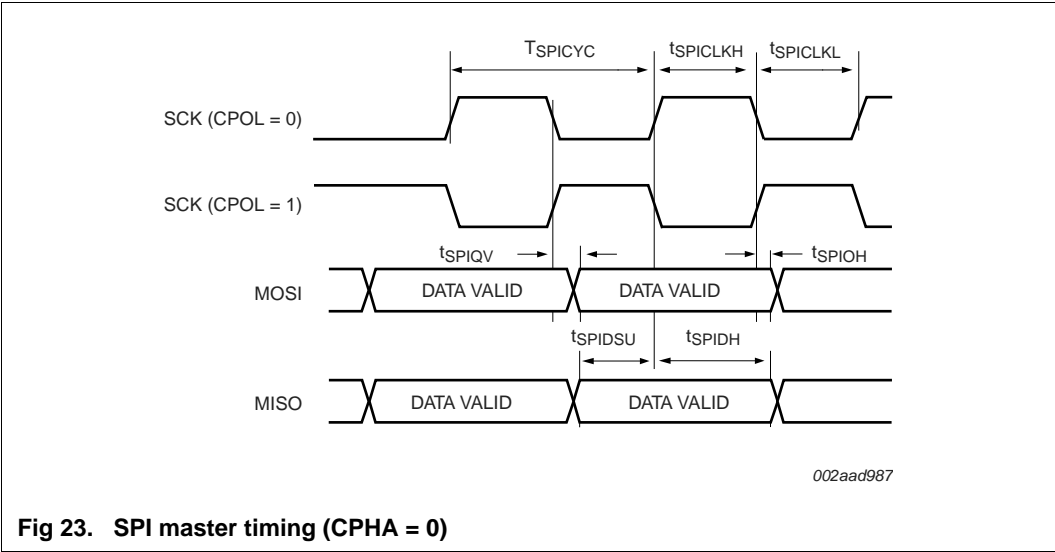 TSPICYC tSPICLKH tSPICLKL
SCK (CPOL = 0)
SCK (CPOL = 1)
tSPIQV tSPIOH
MOSI DATA VALID DATA VALID
tSPIDSU tSPIDH
MISO DATA VALID DATA VALID
002aad987
Fig 23. SPI master timing (CPHA = 0)